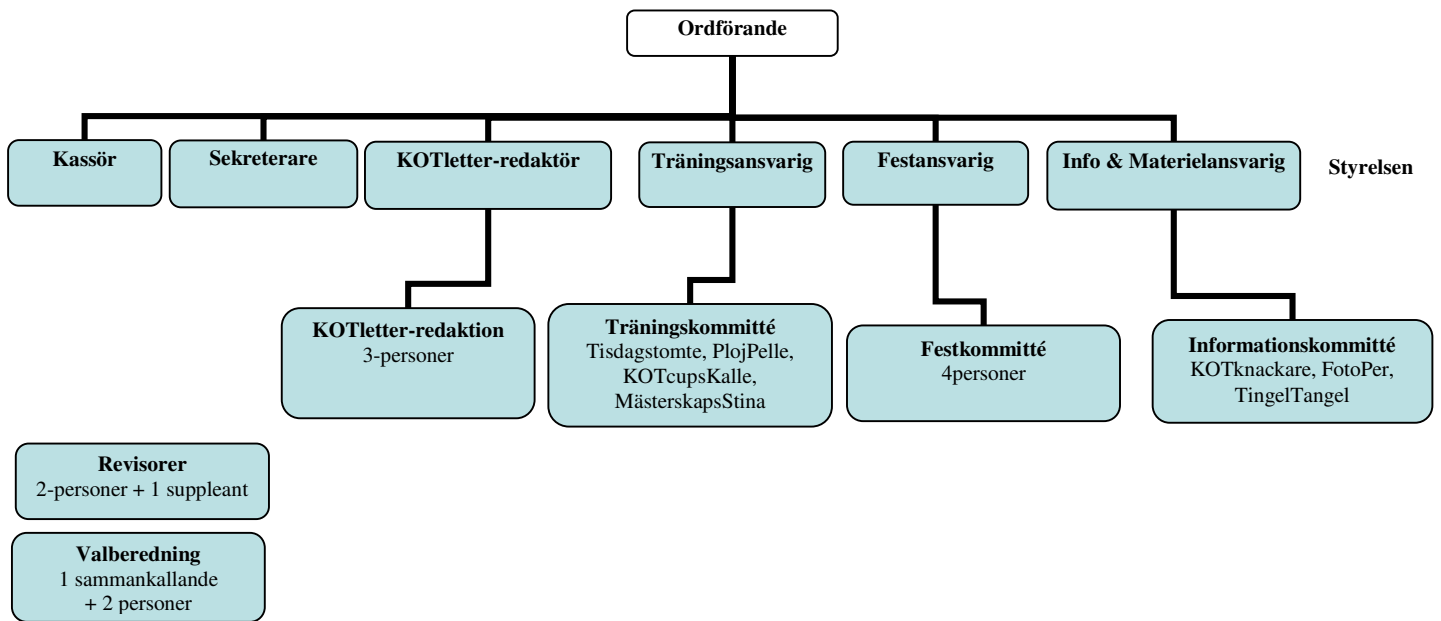 Ordförande
Kassör
Sekreterare
KOTletter-redaktör
Träningsansvarig
Festansvarig
Info & Materielansvarig
Styrelsen
KOTletter-redaktion
3-personer
Träningskommitté
Tisdagstomte, PlojPelle,
KOTcupsKalle,
MästerskapsStina
Festkommitté
4personer
Informationskommitté
KOTknackare, FotoPer,
TingelTangel
Revisorer
2-personer + 1 suppleant
Valberedning
1 sammankallande
+ 2 personer